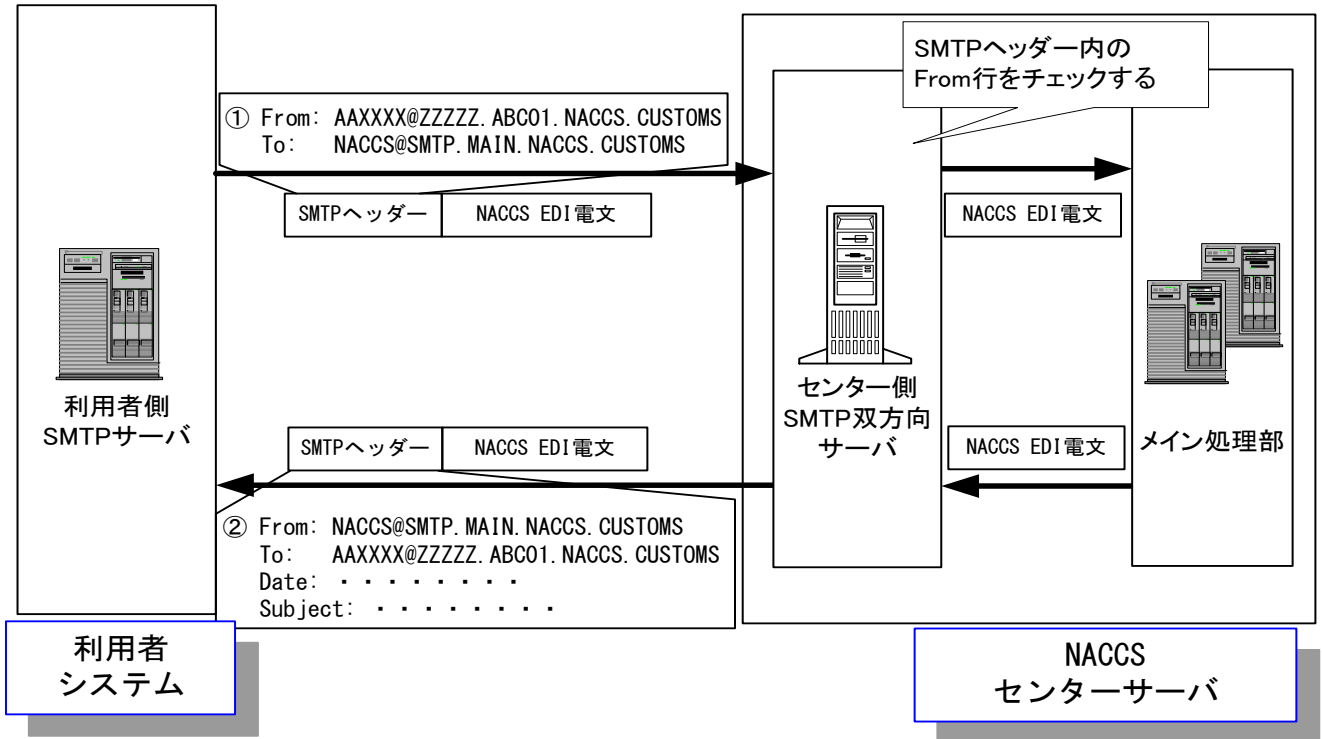 SMTPヘッダー内の
From行をチェックする
① From: AAXXXX@ZZZZZ.ABC01.NACCS.CUSTOMS
To: NACCS@SMTP.MAIN.NACCS.CUSTOMS
SMTPヘッダー
NACCS EDI電文
NACCS EDI電文
利用者側
SMTPサーバ
センター側
SMTP双方向
サーバ
メイン処理部
SMTPヘッダー
NACCS EDI電文
NACCS EDI電文
② From: NACCS@SMTP.MAIN.NACCS.CUSTOMS
To: AAXXXX@ZZZZZ.ABC01.NACCS.CUSTOMS
Date: ・・・・・・・・
Subject: ・・・・・・・・
利用者
システム
NACCS
センターサーバ